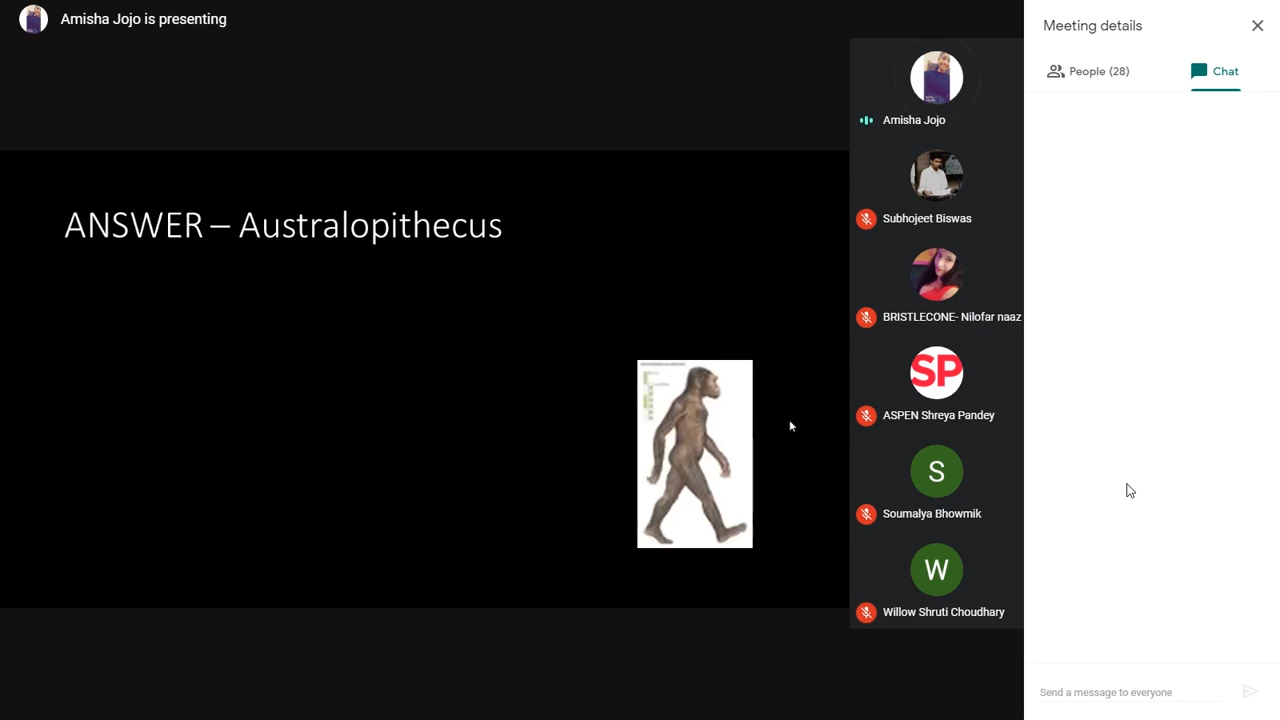 Amisha Jojo is presenting
ANSWER – Australopithecus
Amisha Jojo
Subhojeet Biswas
BRISTLECONE- Nilofar naaz
SP
ASPEN Shreya Pandey
S
Soumalya Bhowmik
W
Willow Shruti Choudhary
Meeting details
People (28)
Chat
Send a message to everyone